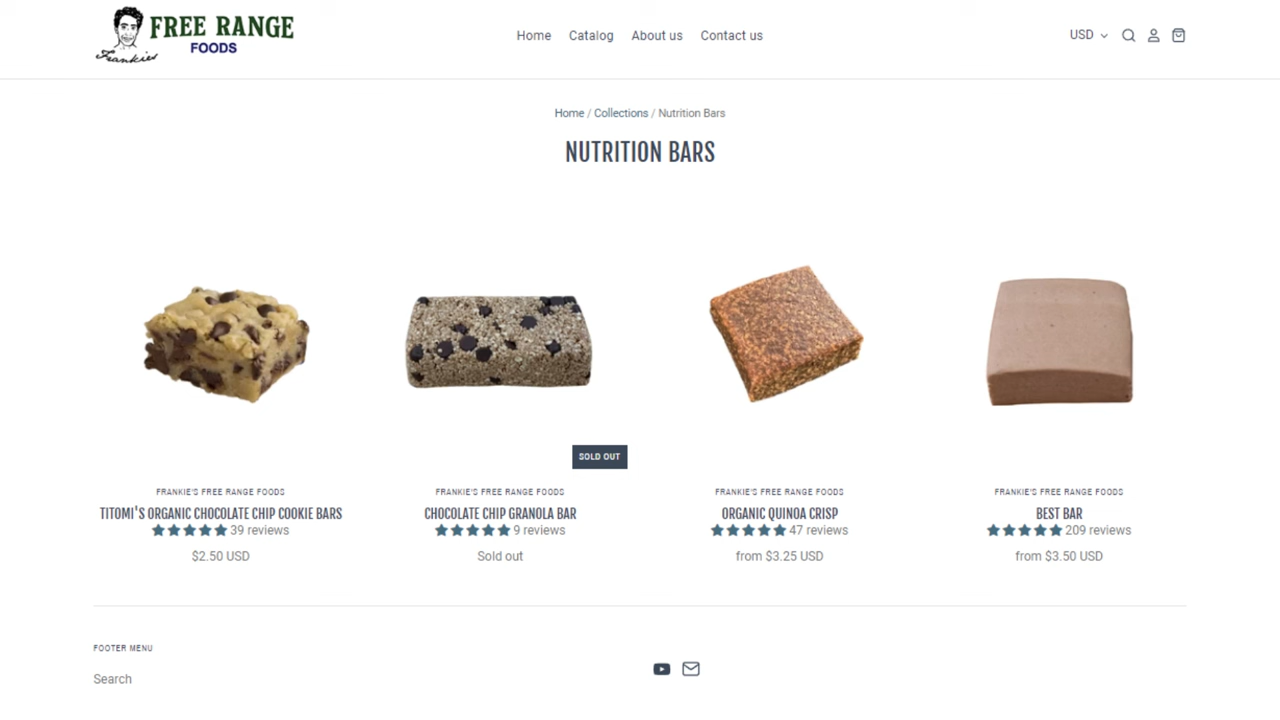 FREE RANGE
FOODS
Frankies
Home Catalog About us Contact us
USD
Home / Collections / Nutrition Bars
NUTRITION BARS
SOLD OUT
FRANKIE'S FREE RANGE FOODS
TITOMI'S ORGANIC CHOCOLATE CHIP COOKIE BARS
39 reviews
$2.50 USD
FRANKIE'S FREE RANGE FOODS
CHOCOLATE CHIP GRANOLA BAR
9 reviews
Sold out
FRANKIE'S FREE RANGE FOODS
ORGANIC QUINOA CRISP
47 reviews
from $3.25 USD
FRANKIE'S FREE RANGE FOODS
BEST BAR
209 reviews
from $3.50 USD
FOOTER MENU
Search